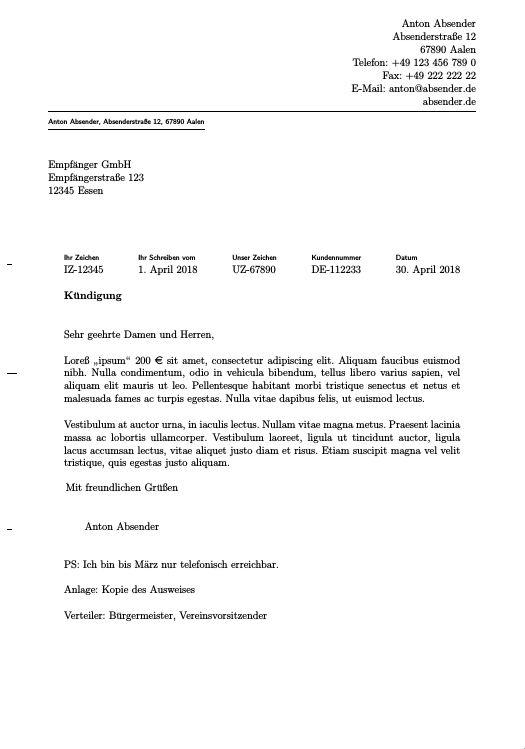 Anton Absender
Absenderstraße 12
67890 Aalen
Telefon: +49 123 456 789 0
Fax: +49 222 222 22
E-Mail: anton@absender.de
absender.de
Anton Absender, Absenderstraße 12, 67890 Aalen
Empfänger GmbH
Empfängerstraße 123
12345 Essen
Ihr Zeichen Ihr Schreiben vom Unser Zeichen Kundennummer Datum
IZ-12345 1. April 2018 UZ-67890 DE-112233 30. April 2018
Kündigung
Sehr geehrte Damen und Herren,
Loreß „ipsum“ 200 € sit amet, consectetur adipiscing elit. Aliquam faucibus euismod
nibh. Nulla condimentum, odio in vehicula bibendum, tellus libero varius sapien, vel
aliquam elit mauris ut leo. Pellentesque habitant morbi tristique senectus et netus et
malesuada fames ac turpis egestas. Nulla vitae dapibus felis, ut euismod lectus.
Vestibulum at auctor urna, in iaculis lectus. Nullam vitae magna metus. Praesent lacinia
massa ac lobortis ullamcorper. Vestibulum laoreet, ligula ut tincidunt auctor, ligula
lacus accumsan lectus, vitae aliquet justo diam et risus. Etiam suscipit magna vel velit
tristique, quis egestas justo aliquam.
Mit freundlichen Grüßen
Anton Absender
PS: Ich bin bis März nur telefonisch erreichbar.
Anlage: Kopie des Ausweises
Verteiler: Bürgermeister, Vereinsvorsitzender